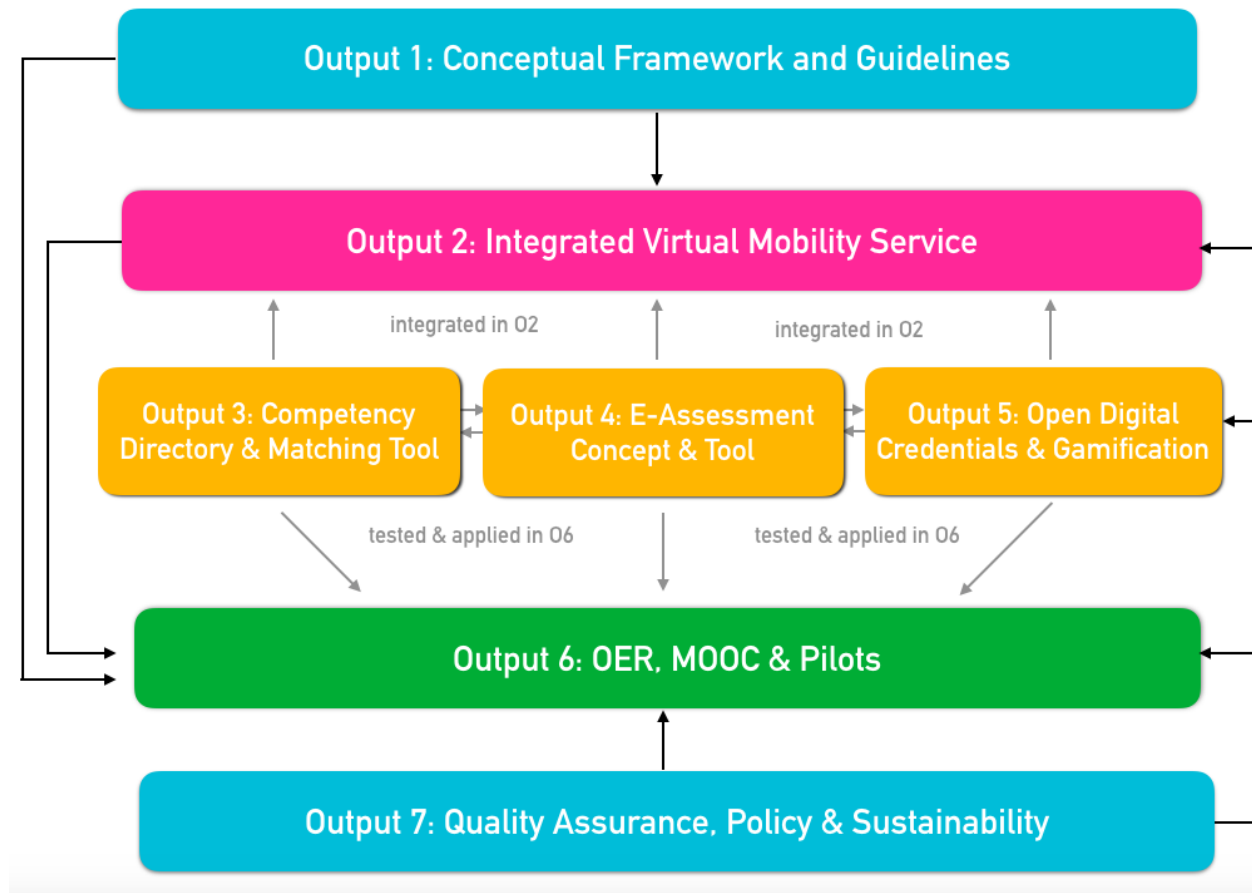 Output 1: Conceptual Framework and Guidelines
Output 2: Integrated Virtual Mobility Service
integrated in O2
integrated in O2
Output 3: Competency
Directory & Matching Tool
Output 4: E-Assessment
Concept & Tool
Output 5: Open Digital
Credentials & Gamification
tested & applied in O6
tested & applied in O6
Output 6: OER, MOOC & Pilots
Output 7: Quality Assurance, Policy & Sustainability